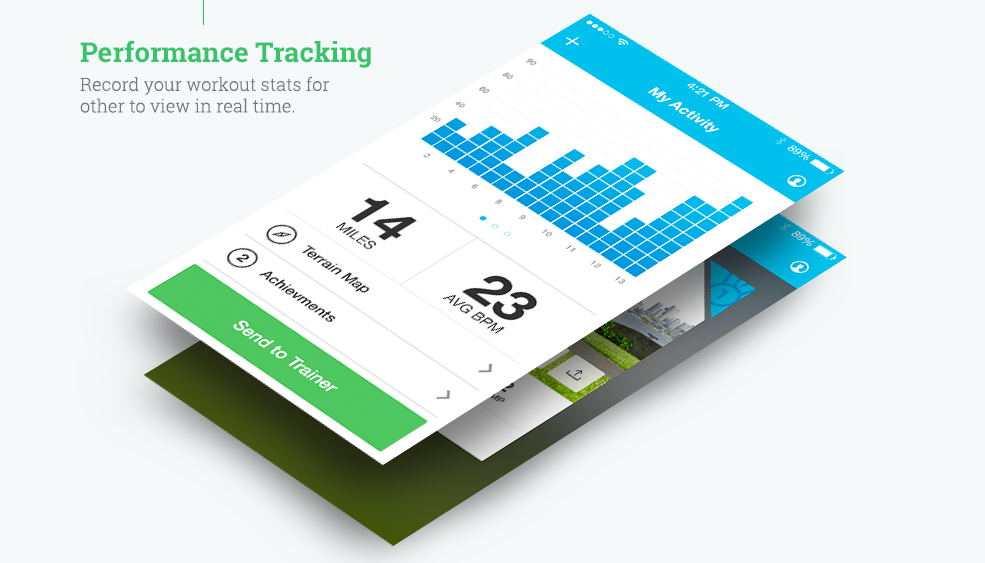 Performance Tracking
Record your workout stats for
other to view in real time.
4:21 PM
89%
My Activity
90
80
60
40
20
2
4
6
8
9
10
11
12
13
14
MILES
23
AVG BPM
Terrain Map
2
Achievments
Send to Trainer
89%